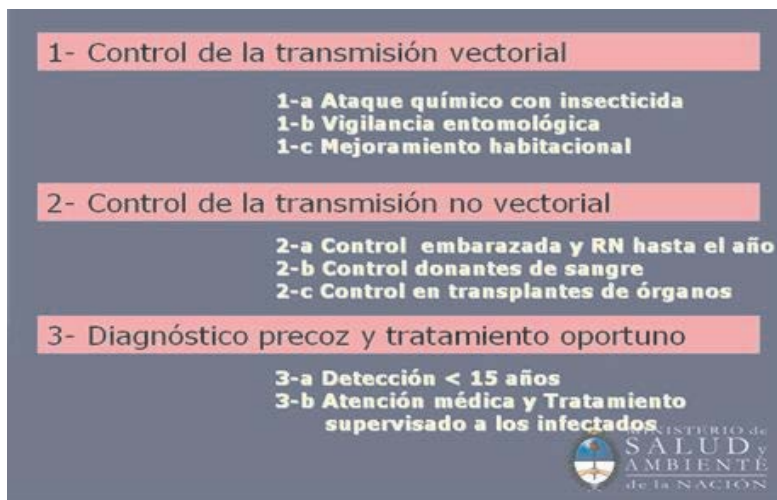 1- Control de la transmisión vectorial
1-a Ataque químico con insecticida
1-b Vigilancia entomológica
1-c Mejoramiento habitacional
2- Control de la transmisión no vectorial
2-a Control embarazada y RN hasta el año
2-b Control donantes de sangre
2-c Control en transplantes de órganos
3- Diagnóstico precoz y tratamiento oportuno
3-a Detección < 15 años
3-b Atención médica y Tratamiento
supervisado a los infectados
MINISTERIO de
SALUD y
AMBIENTE
de la NACIÓN